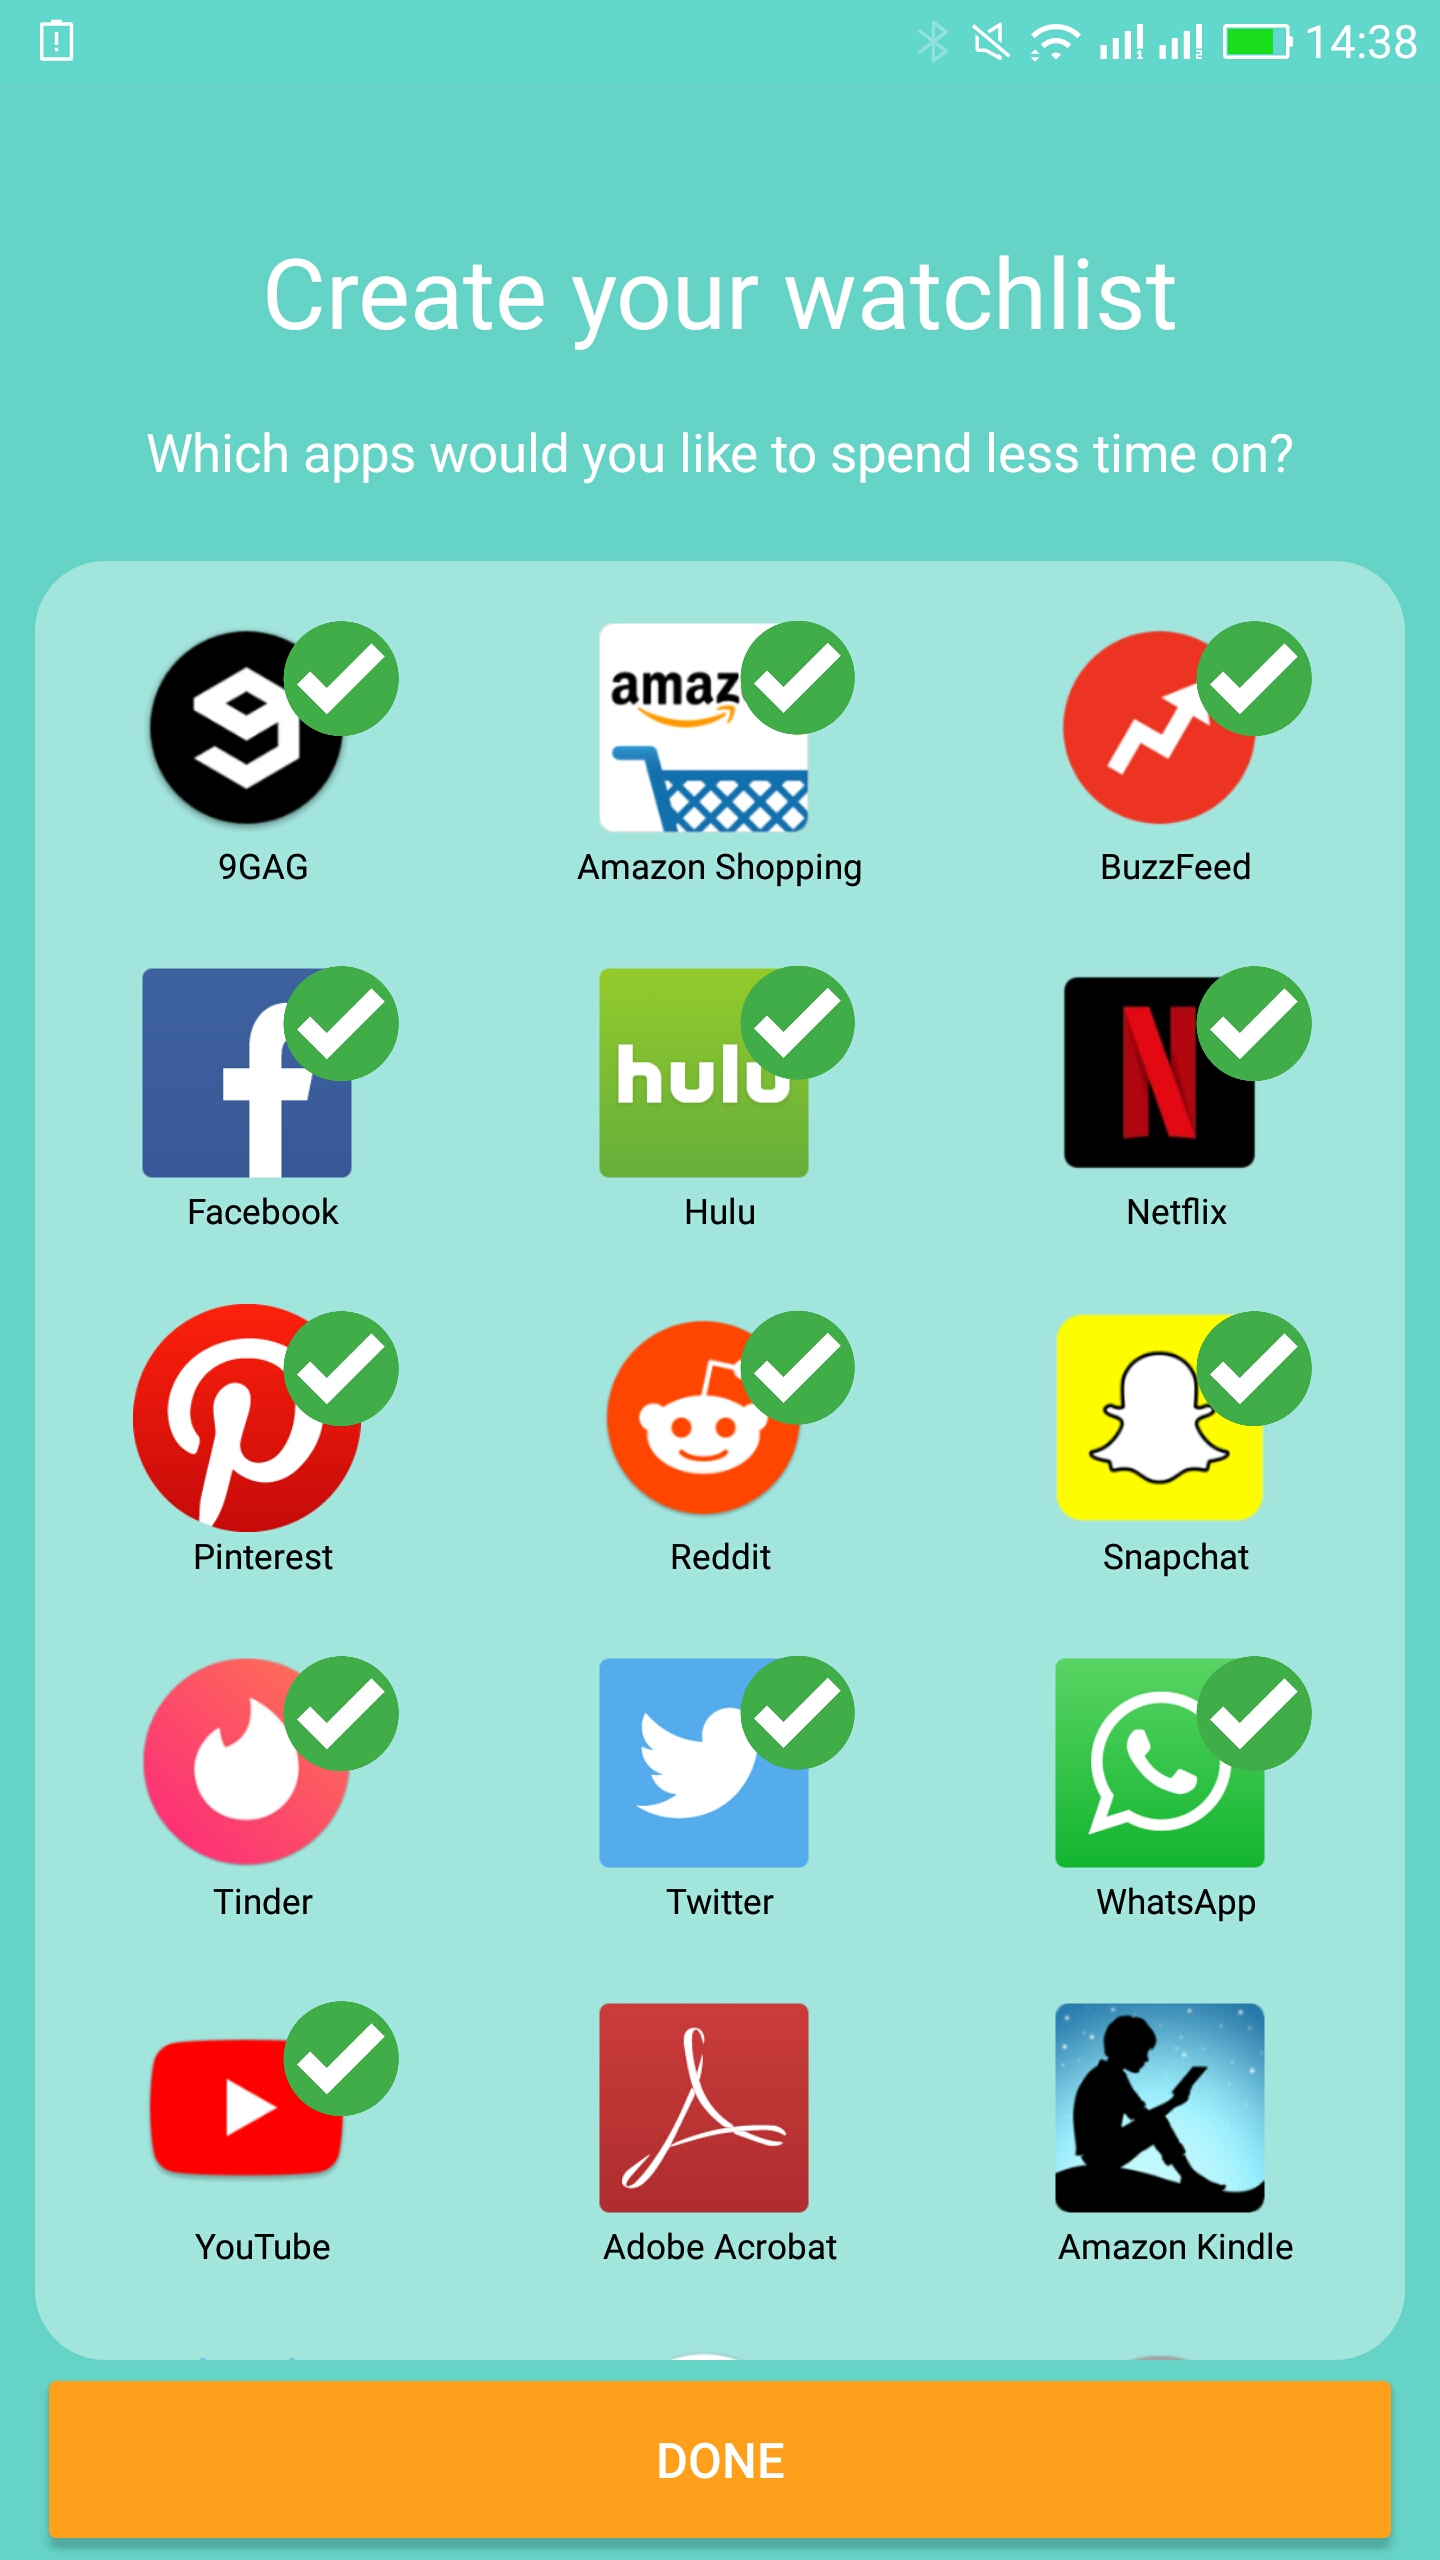 14:38
Create your watchlist
Which apps would you like to spend less time on?
amaz
9GAG Amazon Shopping BuzzFeed
hulu
Facebook Hulu Netflix
Pinterest Reddit Snapchat
Tinder Twitter WhatsApp
YouTube Adobe Acrobat Amazon Kindle
DONE